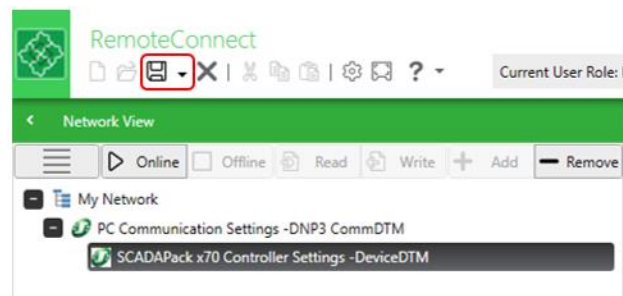 RemoteConnect
? Current User Role:
Network View
Online Offline Read Write Add Remove
My Network
PC Communication Settings -DNP3 CommDTM
SCADAPack x70 Controller Settings -DeviceDTM